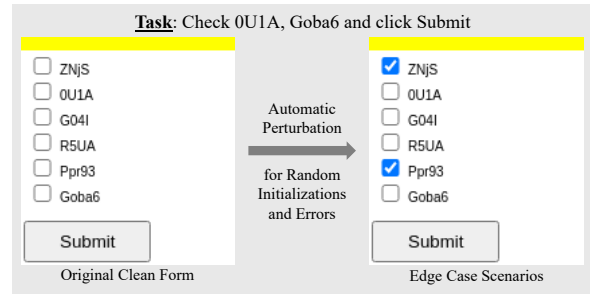 Task: Check 0U1A, Goba6 and click Submit
ZNjS
0U1A
G04I
R5UA
Ppr93
Goba6
Submit
Original Clean Form
Automatic
Perturbation
for Random
Initializations
and Errors
ZNjS
0U1A
G04I
R5UA
Ppr93
Goba6
Submit
Edge Case Scenarios